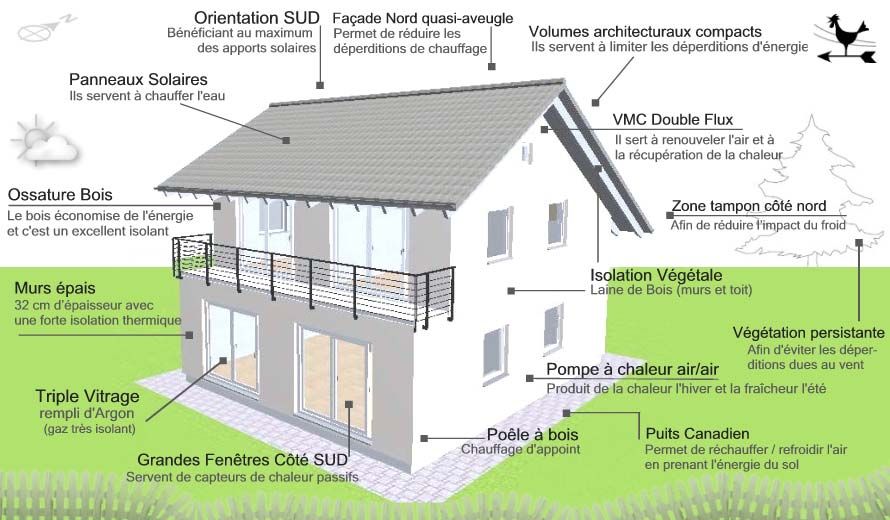 Orientation SUD
Bénéficiant au maximum
des apports solaires
Façade Nord quasi-aveugle
Permet de réduire les
déperditions de chauffage
Volumes architecturaux compacts
Ils servent à limiter les déperditions d'énergie
Panneaux Solaires
Ils servent à chauffer l'eau
VMC Double Flux
Il sert à renouveler l'air et à
la récupération de la chaleur
Ossature Bois
Le bois économise de l'énergie
et c'est un excellent isolant
Zone tampon côté nord
Afin de réduire l'impact du froid
Isolation Végétale
Laine de Bois (murs et toit)
Murs épais
32 cm d'épaisseur avec
une forte isolation thermique
Végétation persistante
Afin d'éviter les déper-
ditions dues au vent
Pompe à chaleur air/air
Produit de la chaleur l'hiver et la fraîcheur l'été
Triple Vitrage
rempli d'Argon
(gaz très isolant)
Poêle à bois
Chauffage d'appoint
Puits Canadien
Permet de réchauffer / refroidir l'air
en prenant l'énergie du sol
Grandes Fenêtres Côté SUD
Servent de capteurs de chaleur passifs